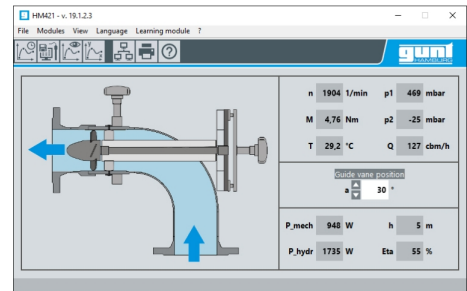 HM421 - v. 19.1.2.3
File Modules View Language Learning module ?
gunt
HAMBURG
n 1904 1/min p1 469 mbar
M 4,76 Nm p2 -25 mbar
T 29,2 °C Q 127 cbm/h
Guide vane position
a 30 °
P_mech 948 W h 5 m
P_hydr 1735 W Eta 55 %